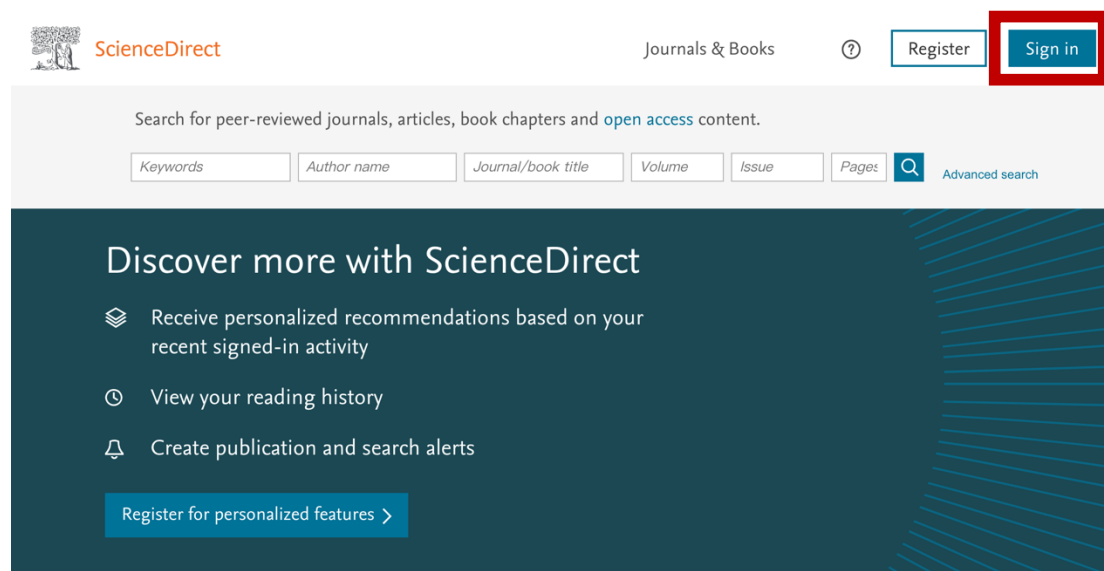 ScienceDirect
Journals & Books
?
Register
Sign in
Search for peer-reviewed journals, articles, book chapters and open access content.
Keywords
Author name
Journal/book title
Volume
Issue
Pages
Advanced search
Discover more with ScienceDirect
Receive personalized recommendations based on your
recent signed-in activity
View your reading history
Create publication and search alerts
Register for personalized features >